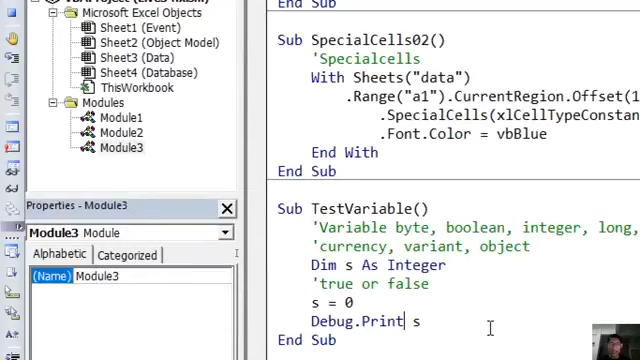 VBAProject (Elves.xlsm)
Microsoft Excel Objects
Sheet1 (Event)
Sheet2 (Object Model)
Sheet3 (Data)
Sheet4 (Database)
ThisWorkbook
Modules
Module1
Module2
Module3
Properties - Module3
Module3 Module
Alphabetic Categorized
(Name) Module3
End Sub
Sub SpecialCells02()
'Specialcells
With Sheets("data")
.Range("a1").CurrentRegion.Offset(1
.SpecialCells(xlCellTypeConstan
.Font.Color = vbBlue
End With
End Sub
Sub TestVariable()
'Variable byte, boolean, integer, long,
'currency, variant, object
Dim s As Integer
'true or false
s = 0
Debug.Print s
End Sub